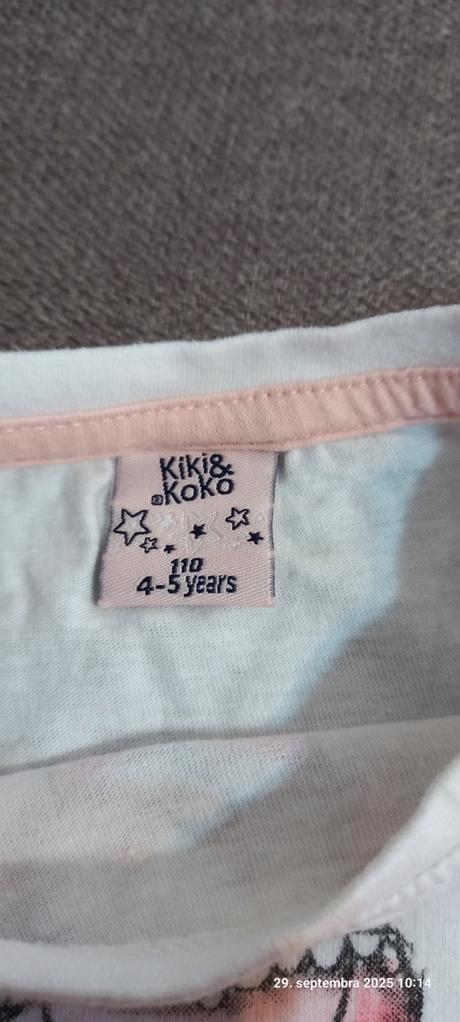 Kiki&
®KoKo
110
4-5 years
29. septembra 2025 10:14